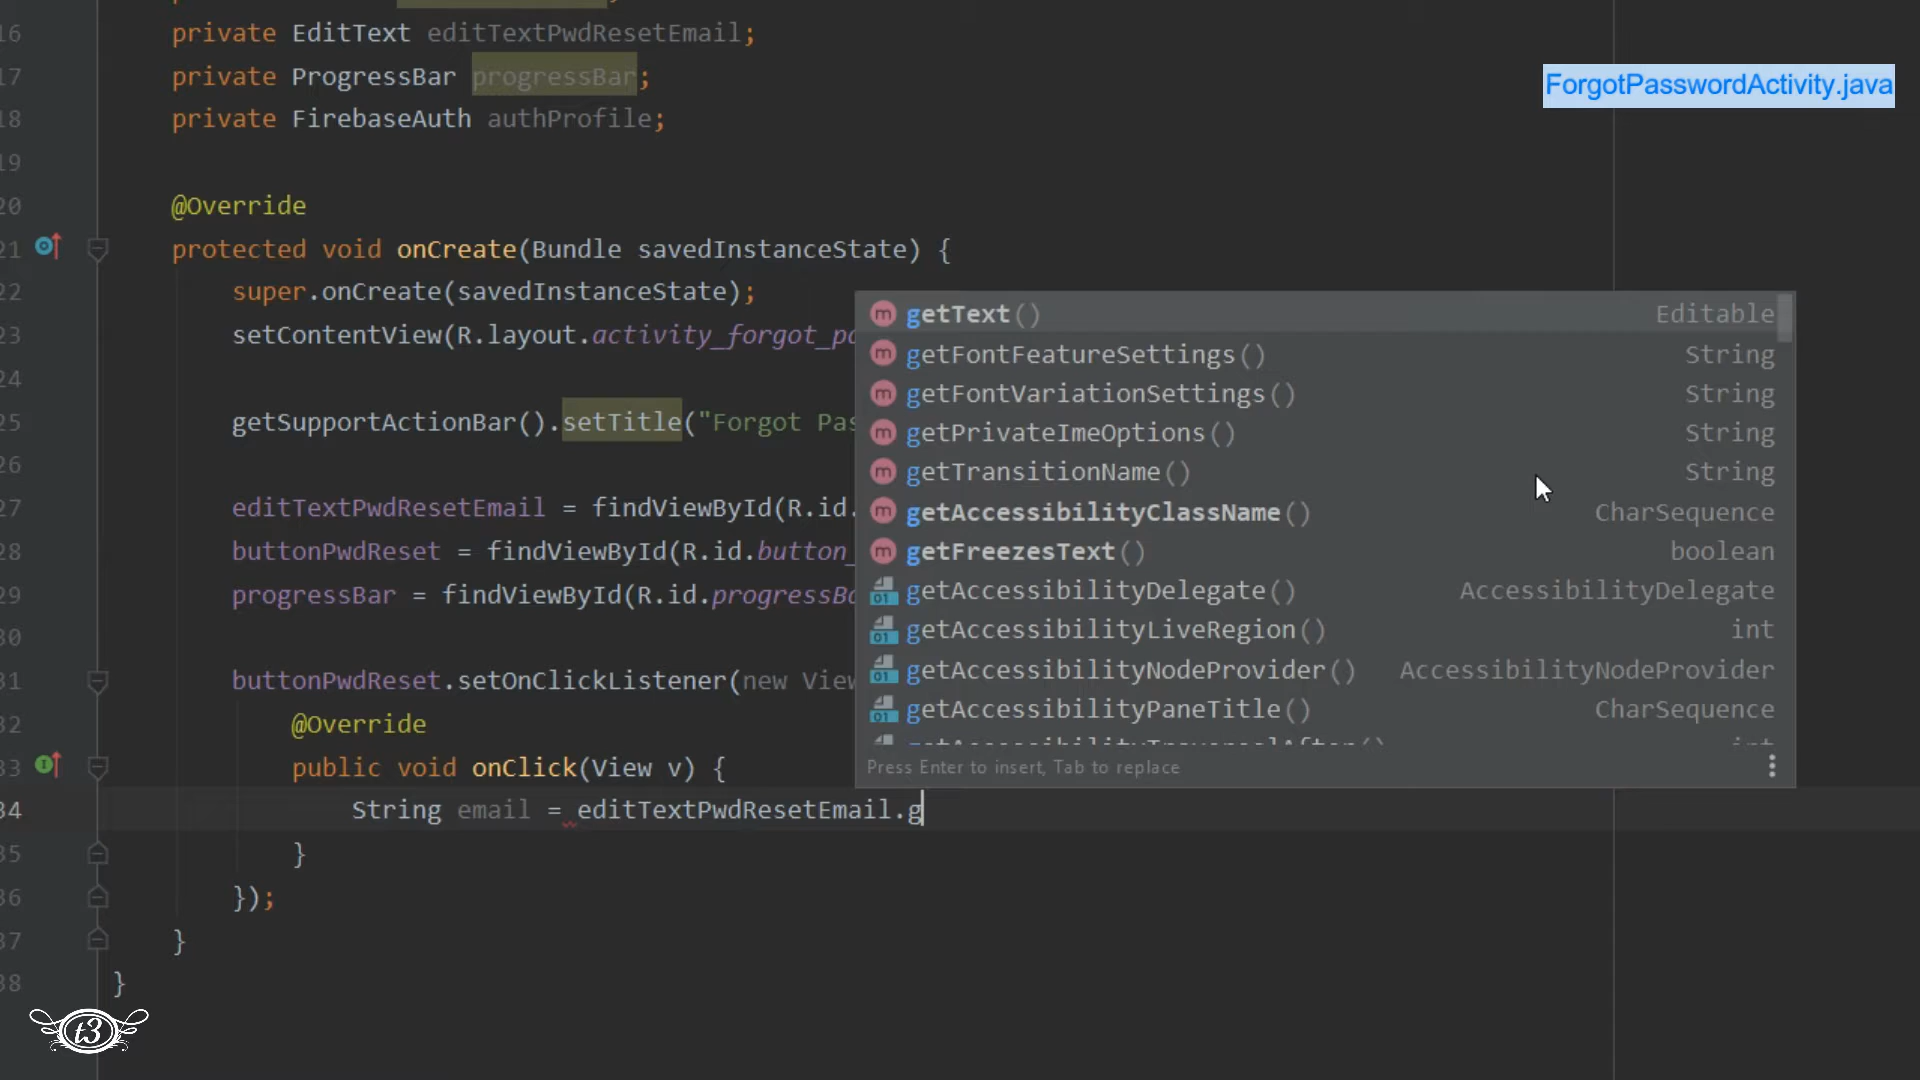 16 private EditText editTextPwdResetEmail;
17 private ProgressBar progressBar;
18 private FirebaseAuth authProfile;
19
20 @Override
21 protected void onCreate(Bundle savedInstanceState) {
22 super.onCreate(savedInstanceState);
23 setContentView(R.layout.activity_forgot_pa
24
25 getSupportActionBar().setTitle("Forgot Pas
26
27 editTextPwdResetEmail = findViewById(R.id.
28 buttonPwdReset = findViewById(R.id.button_
29 progressBar = findViewById(R.id.progressBa
30
31 buttonPwdReset.setOnClickListener(new View
32 @Override
33 public void onClick(View v) {
34 String email = editTextPwdResetEmail.g
35 }
36 });
37 }
38 }
ForgotPasswordActivity.java
getText() Editable
getFontFeatureSettings() String
getFontVariationSettings() String
getPrivateImeOptions() String
getTransitionName() String
getAccessibilityClassName() CharSequence
getFreezesText() boolean
getAccessibilityDelegate() AccessibilityDelegate
getAccessibilityLiveRegion() int
getAccessibilityNodeProvider() AccessibilityNodeProvider
getAccessibilityPaneTitle() CharSequence
getAccessibilityTraversalAfter() int
Press Enter to insert, Tab to replace
t3